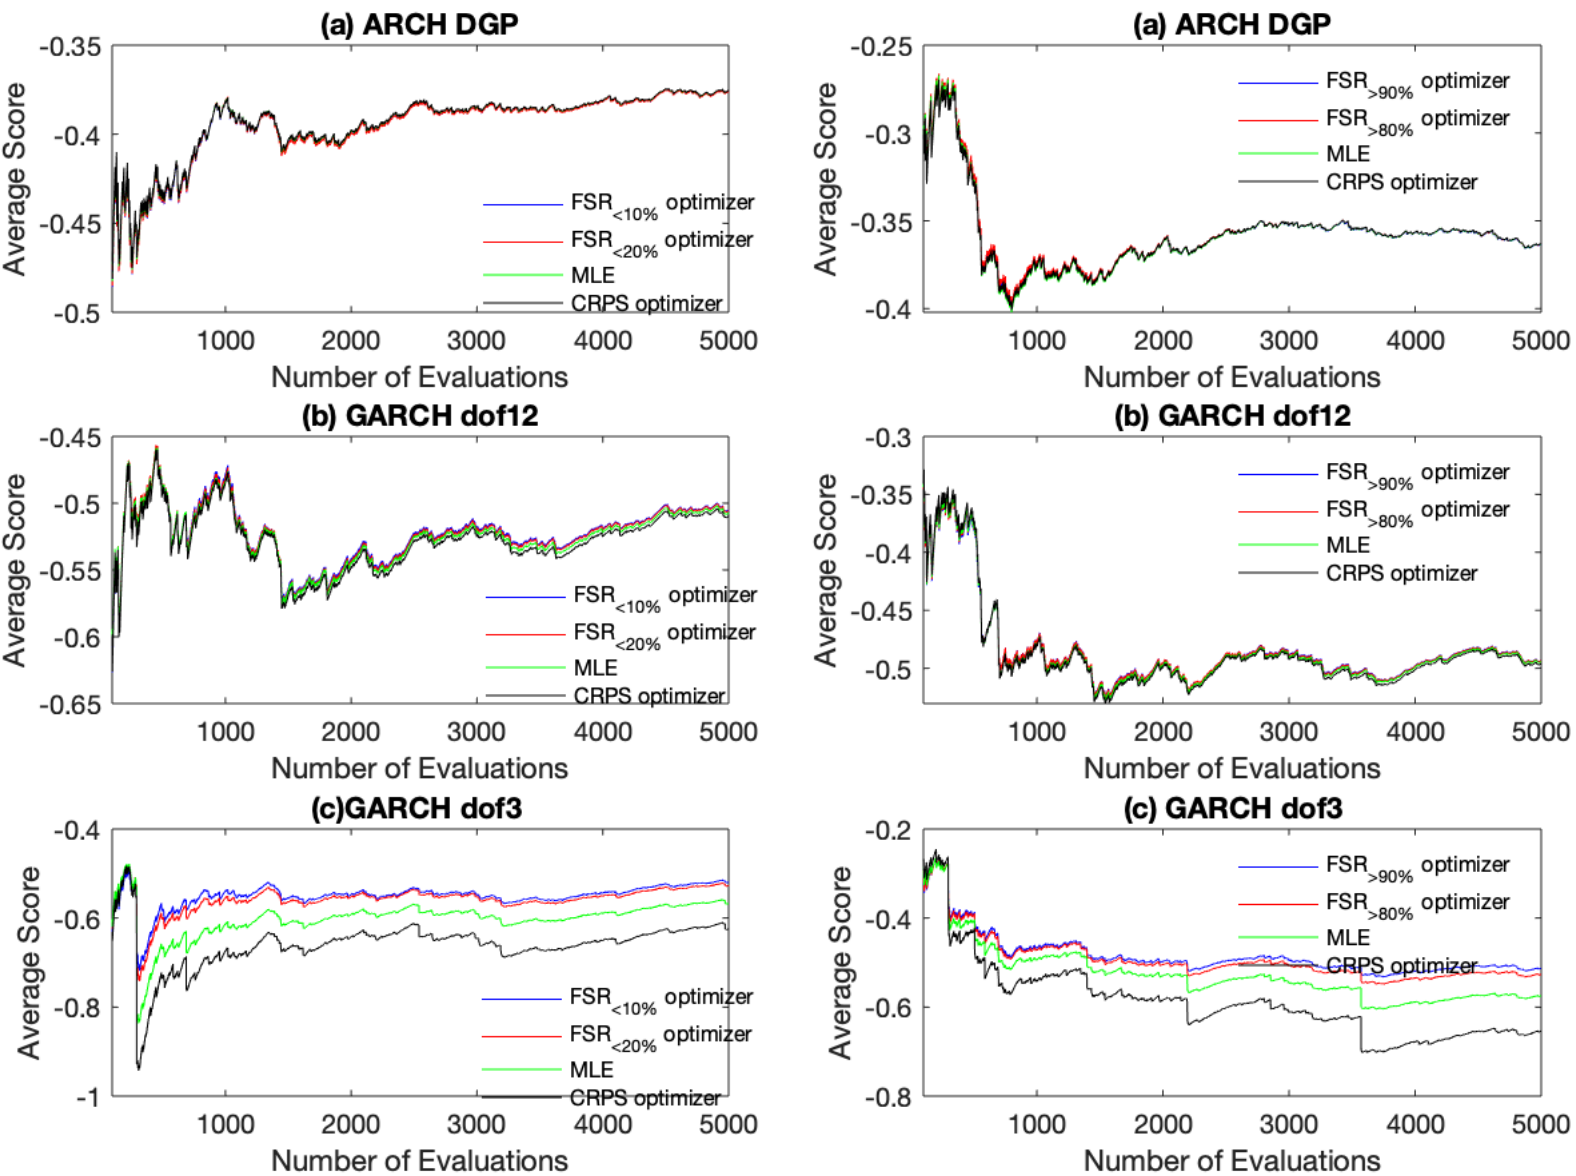 (a) ARCH DGP
-0.35
-0.4
-0.45
-0.5
Average Score
FSR<10% optimizer
FSR<20% optimizer
MLE
CRPS optimizer
1000 2000 3000 4000 5000
Number of Evaluations
(a) ARCH DGP
-0.25
-0.3
-0.35
-0.4
Average Score
FSR>90% optimizer
FSR>80% optimizer
MLE
CRPS optimizer
1000 2000 3000 4000 5000
Number of Evaluations
(b) GARCH dof12
-0.45
-0.5
-0.55
-0.6
-0.65
Average Score
FSR<10% optimizer
FSR<20% optimizer
MLE
CRPS optimizer
1000 2000 3000 4000 5000
Number of Evaluations
(b) GARCH dof12
-0.3
-0.35
-0.4
-0.45
-0.5
Average Score
FSR>90% optimizer
FSR>80% optimizer
MLE
CRPS optimizer
1000 2000 3000 4000 5000
Number of Evaluations
(c)GARCH dof3
-0.4
-0.6
-0.8
-1
Average Score
FSR<10% optimizer
FSR<20% optimizer
MLE
CRPS optimizer
1000 2000 3000 4000 5000
Number of Evaluations
(c) GARCH dof3
-0.2
-0.4
-0.6
-0.8
Average Score
FSR>90% optimizer
FSR>80% optimizer
MLE
CRPS optimizer
1000 2000 3000 4000 5000
Number of Evaluations